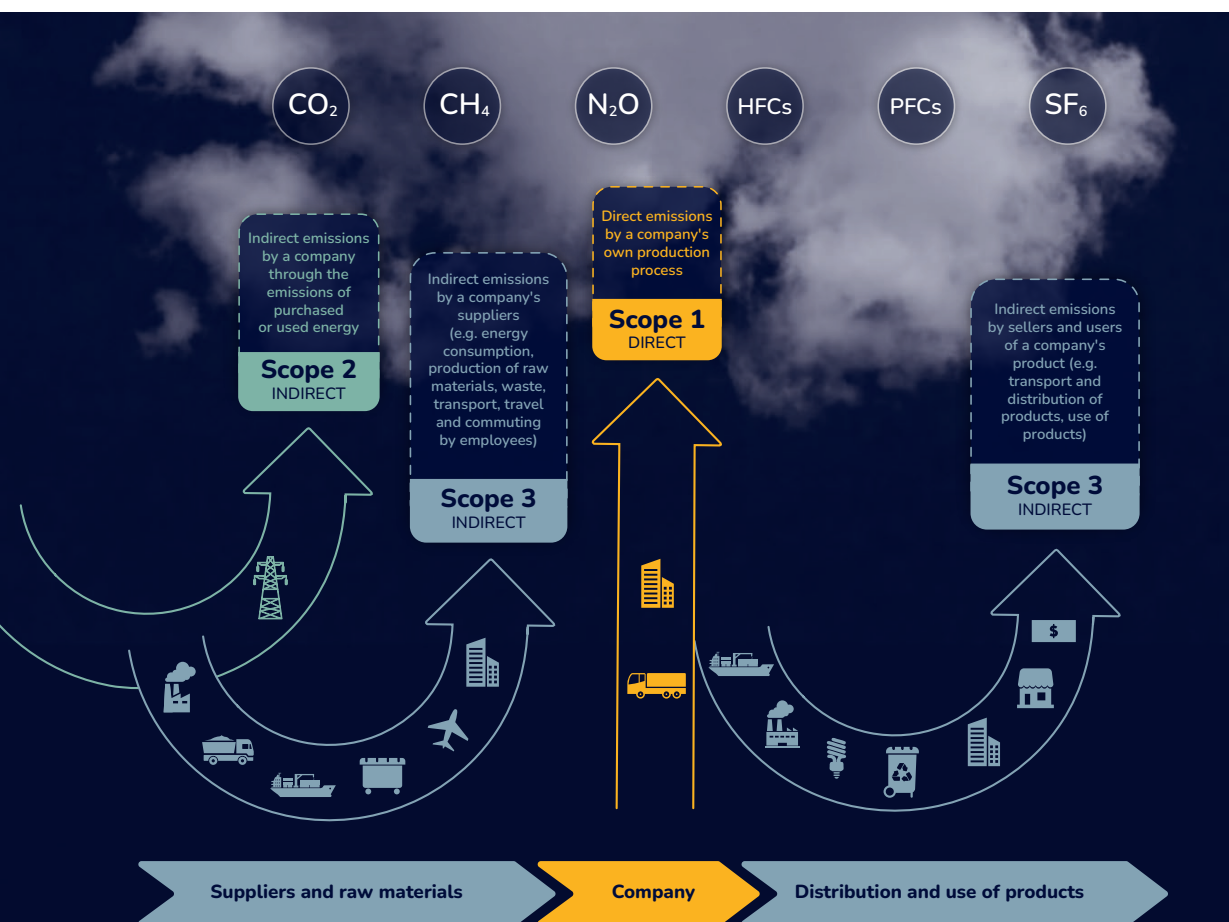 CO₂
CH₄
N₂O
HFCs
PFCs
SF₆
Indirect emissions
by a company
through the
emissions of
purchased
or used energy
Scope 2
INDIRECT
Indirect emissions
by a company's
suppliers
(e.g. energy
consumption,
production of raw
materials, waste,
transport, travel
and commuting
by employees)
Scope 3
INDIRECT
Direct emissions
by a company's
own production
process
Scope 1
DIRECT
Indirect emissions
by sellers and users
of a company's
product (e.g.
transport and
distribution of
products, use of
products)
Scope 3
INDIRECT
$
Suppliers and raw materials
Company
Distribution and use of products